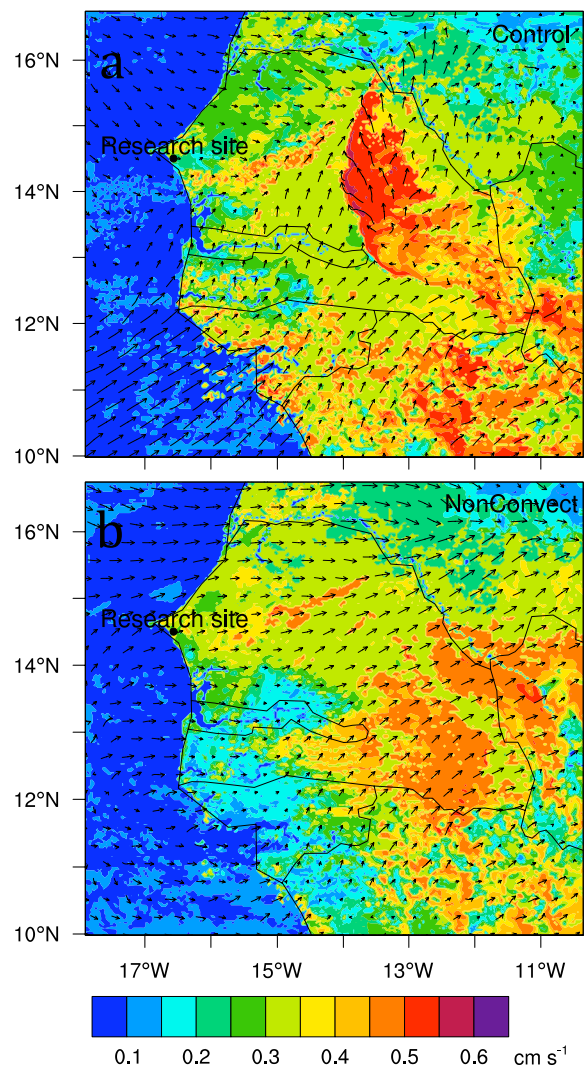 16°N
a
Control
Research site
14°N
12°N
10°N
16°N
b
NonConvect
Research site
14°N
12°N
10°N
17°W 15°W 13°W 11°W
0.1 0.2 0.3 0.4 0.5 0.6 cm s⁻¹